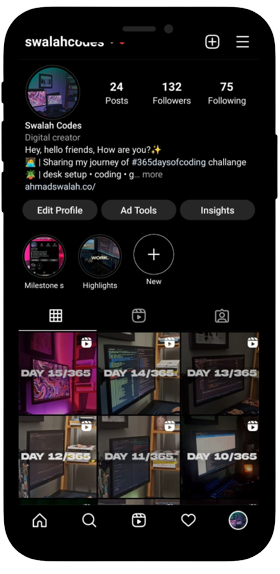 swalahcodes
24 132 75
Posts Followers Following
Swalah Codes
Digital creator
Hey, hello friends, How are you?✨
👨‍💻 | Sharing my journey of #365daysofcoding challange
🪴 | desk setup • coding • g... more
ahmadswalah.co/
Edit Profile Ad Tools Insights
WORK
Milestone s Highlights New
DAY 15/365 DAY 14/365 DAY 13/365
DAY 12/365 DAY 11/365 DAY 10/365